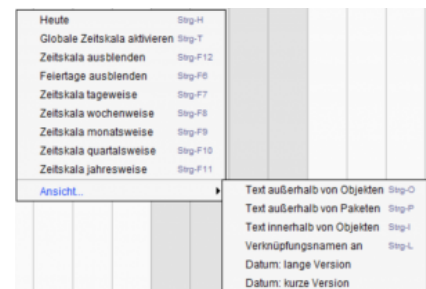 Heute Strg-H
Globale Zeitskala aktivieren Strg-T
Zeitskala ausblenden Strg-F12
Feiertage ausblenden Strg-F6
Zeitskala tageweise Strg-F7
Zeitskala wochenweise Strg-F8
Zeitskala monatsweise Strg-F9
Zeitskala quartalsweise Strg-F10
Zeitskala jahresweise Strg-F11
Ansicht...
Text außerhalb von Objekten Strg-O
Text außerhalb von Paketen Strg-P
Text innerhalb von Objekten Strg-I
Verknüpfungsnamen an Strg-L
Datum: lange Version
Datum: kurze Version